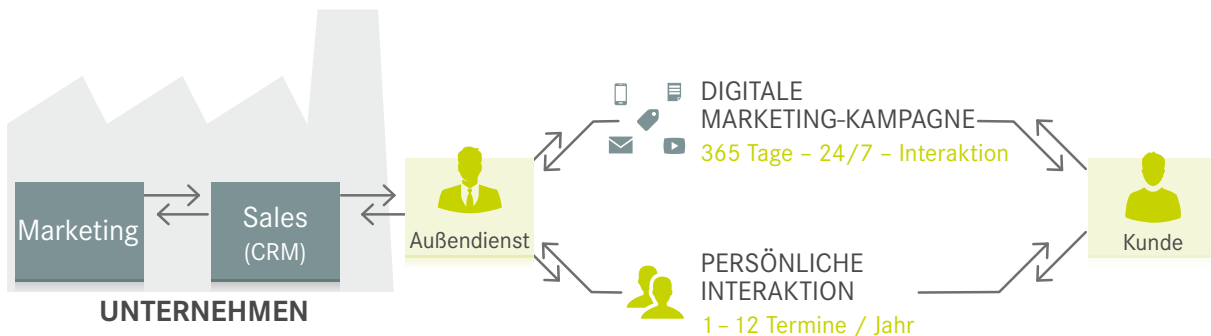 Marketing
Sales
(CRM)
UNTERNEHMEN
Außendienst
DIGITALE
MARKETING-KAMPAGNE
365 Tage – 24/7 – Interaktion
PERSÖNLICHE
INTERAKTION
1 – 12 Termine / Jahr
Kunde